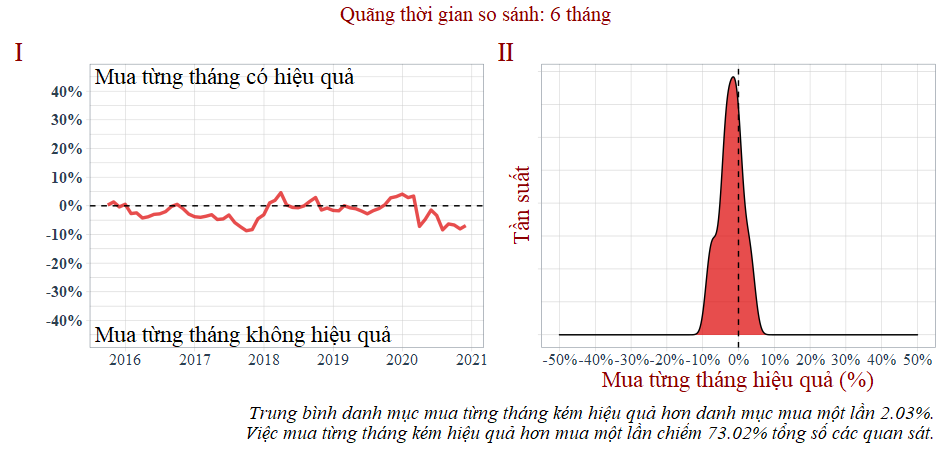 Quãng thời gian so sánh: 6 tháng
I
Mua từng tháng có hiệu quả
40%
30%
20%
10%
0%
-10%
-20%
-30%
-40%
Mua từng tháng không hiệu quả
2016 2017 2018 2019 2020 2021
II
Tần suất
-50% -40% -30% -20% -10% 0% 10% 20% 30% 40% 50%
Mua từng tháng hiệu quả (%)
Trung bình danh mục mua từng tháng kém hiệu quả hơn danh mục mua một lần 2.03%.
Việc mua từng tháng kém hiệu quả hơn mua một lần chiếm 73.02% tổng số các quan sát.